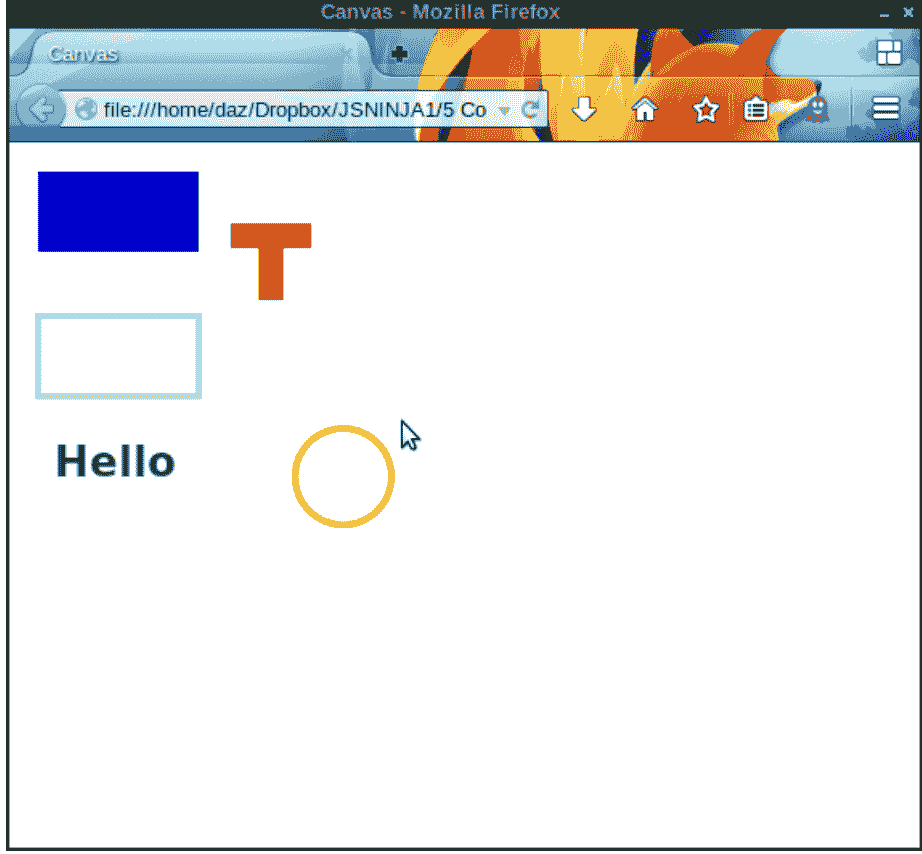 Canvas - Mozilla Firefox
Canvas
file:///home/daz/Dropbox/JSNINJA1/5 Co
T
Hello